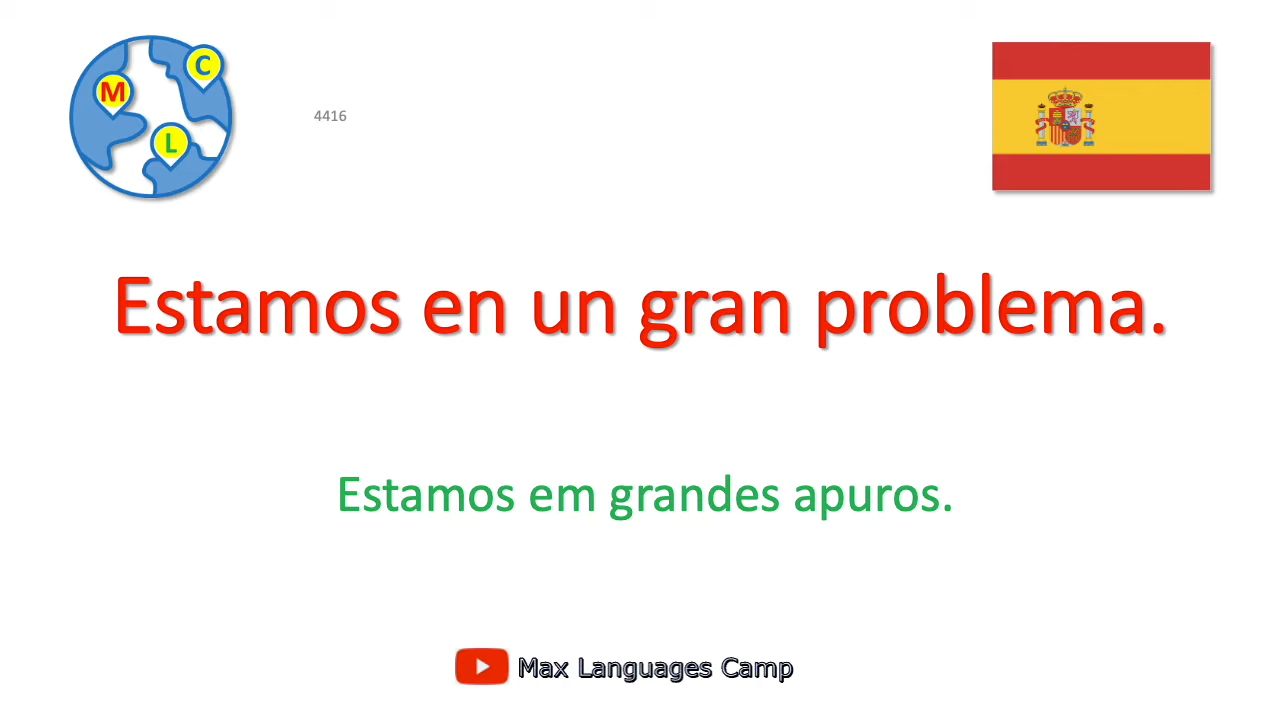 M
C
L
4416
Estamos en un gran problema.
Estamos em grandes apuros.
Max Languages Camp